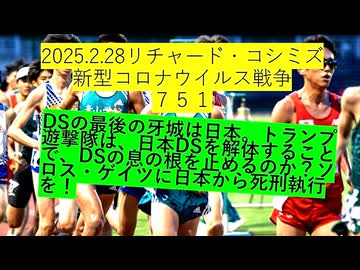 2025.2.28リチャード・コシミズ
新型コロナウイルス戦争
７５１
DSの最後の牙城は日本。トランプ
遊撃隊は、日本DSを解体すること
で、DSの息の根を止めるのか？ソ
ロス・ゲイツに日本から死刑執行
を！